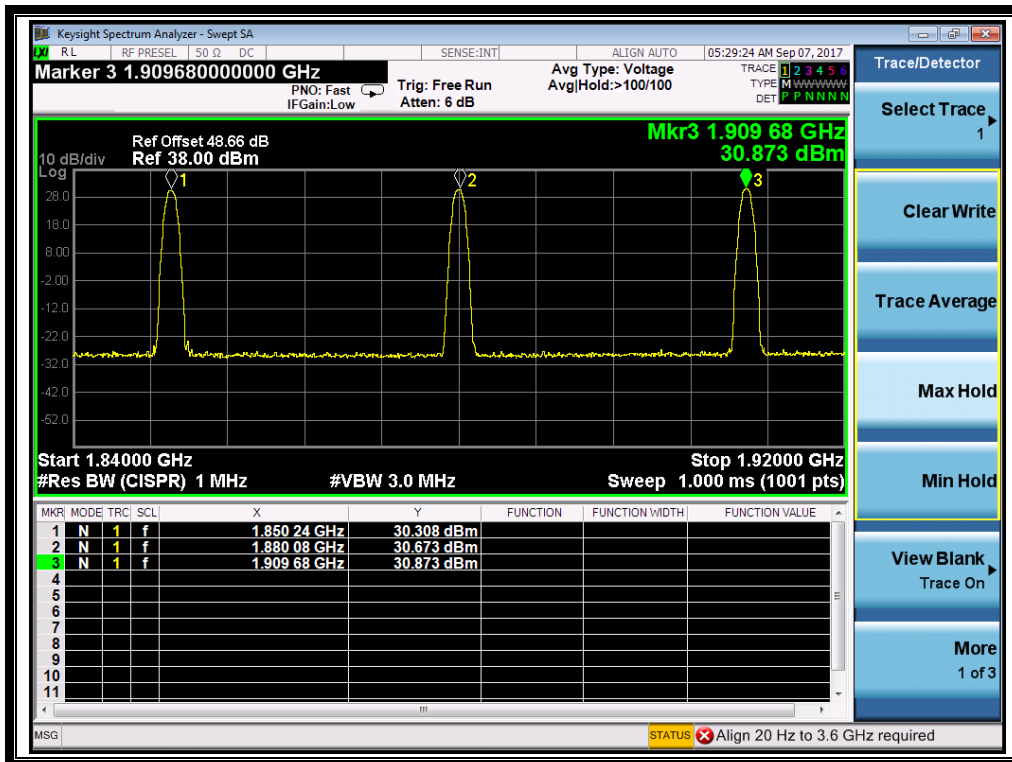 Keysight Spectrum Analyzer - Swept SA
LXI RL RF PRESEL 50 Ω DC SENSE:INT ALIGN AUTO 05:29:24 AM Sep 07, 2017
Marker 3 1.909680000000 GHz
PNO: Fast
IFGain:Low
Trig: Free Run
Atten: 6 dB
Avg Type: Voltage
Avg|Hold:>100/100
TRACE 1 2 3 4 5 6
TYPE M WWWWW
DET P P N N N N
Ref Offset 48.66 dB
10 dB/div Ref 38.00 dBm
Log
Mkr3 1.909 68 GHz
30.873 dBm
1
2
3
28.0
18.0
8.00
-2.00
-12.0
-22.0
-32.0
-42.0
-52.0
Start 1.84000 GHz Stop 1.92000 GHz
#Res BW (CISPR) 1 MHz #VBW 3.0 MHz Sweep 1.000 ms (1001 pts)
MKR MODE TRC SCL X Y FUNCTION FUNCTION WIDTH FUNCTION VALUE
1 N 1 f 1.850 24 GHz 30.308 dBm
2 N 1 f 1.880 08 GHz 30.673 dBm
3 N 1 f 1.909 68 GHz 30.873 dBm
4
5
6
7
8
9
10
11
MSG STATUS Align 20 Hz to 3.6 GHz required
Trace/Detector
Select Trace
1
Clear Write
Trace Average
Max Hold
Min Hold
View Blank
Trace On
More
1 of 3